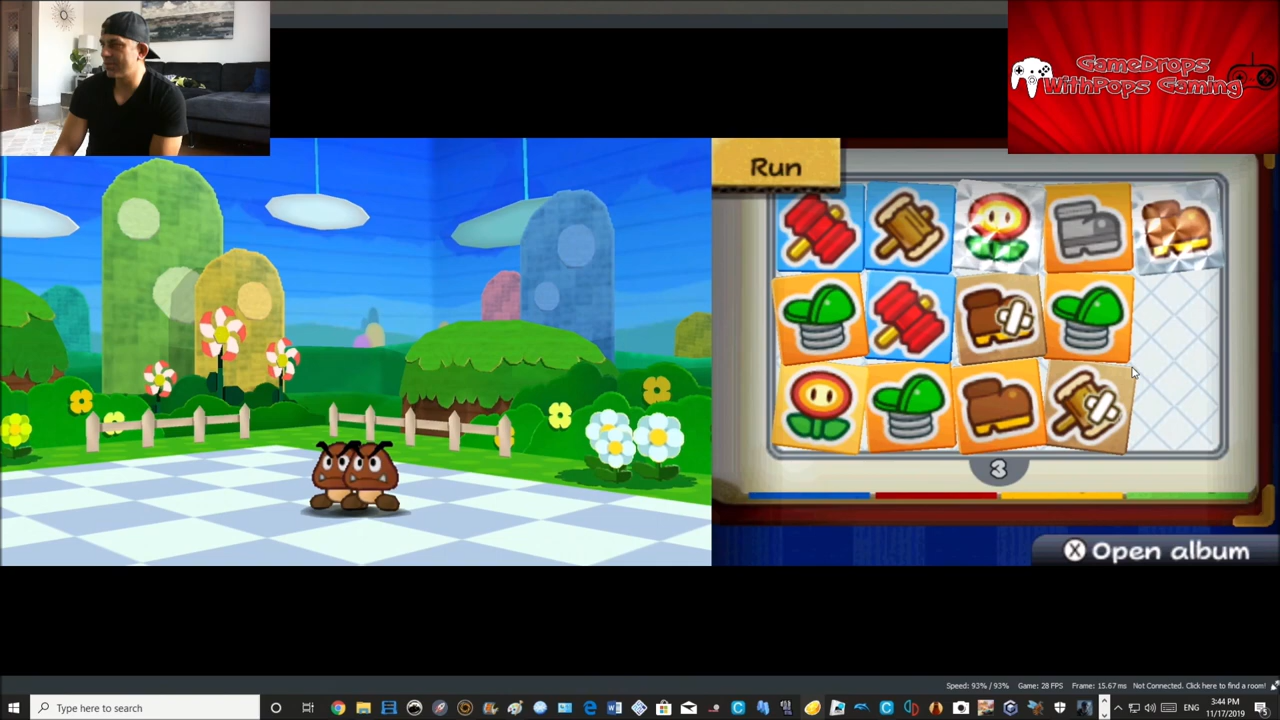 GameDrops
WithPops Gaming
Run
3
X Open album
Speed: 93% / 93% Game: 28 FPS Frame: 15.67 ms Not Connected. Click here to find a room!
Type here to search
ENG
3:44 PM
11/17/2019